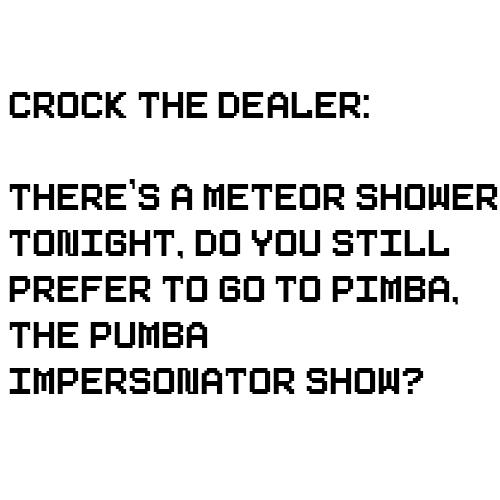 CROCK THE DEALER:
THERE'S A METEOR SHOWER
TONIGHT, DO YOU STILL
PREFER TO GO TO PIMBA,
THE PUMBA
IMPERSONATOR SHOW?